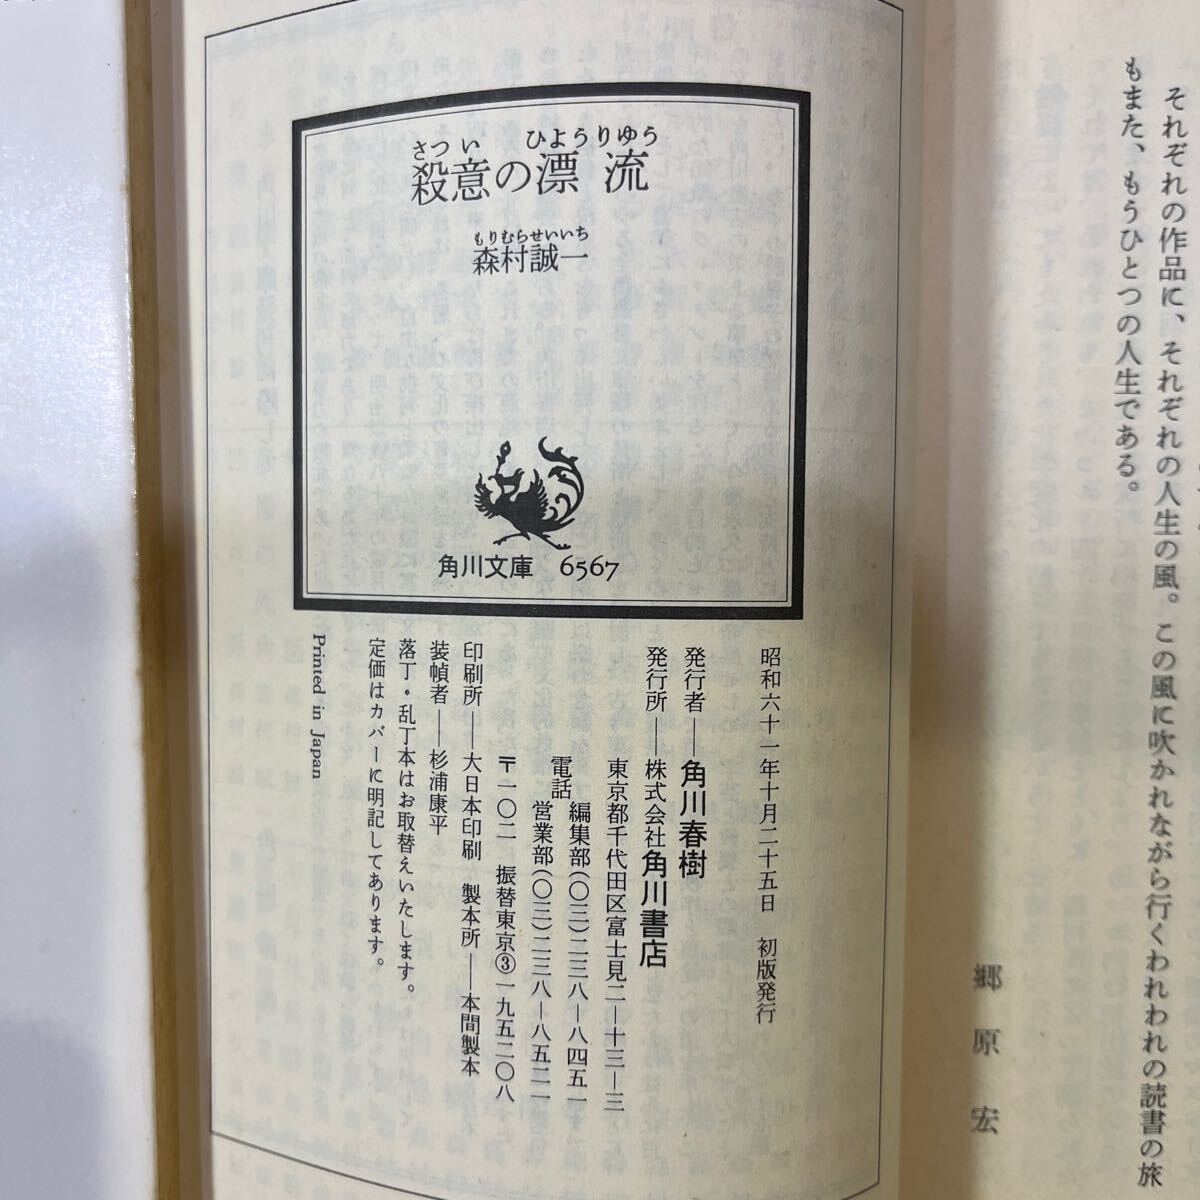 それぞれの作品に、それぞれの人生の風。この風に吹かれながら行くわれわれの読書の旅
もまた、もうひとつの人生である。
郷原宏
さつい　ひようりゆう
殺意の漂流
もりむらせいいち
森村誠一
角川文庫　6567
昭和六十一年十月二十五日　初版発行
発行者――角川春樹
発行所――株式会社角川書店
東京都千代田区富士見二―十三―三
電話　編集部(〇三)二三八―八四五一
営業部(〇三)二三八―八五二一
〒一〇二　振替東京③一九五二〇八
印刷所――大日本印刷　製本所――本間製本
装幀者――杉浦康平
落丁・乱丁本はお取替えいたします。
定価はカバーに明記してあります。
Printed in Japan